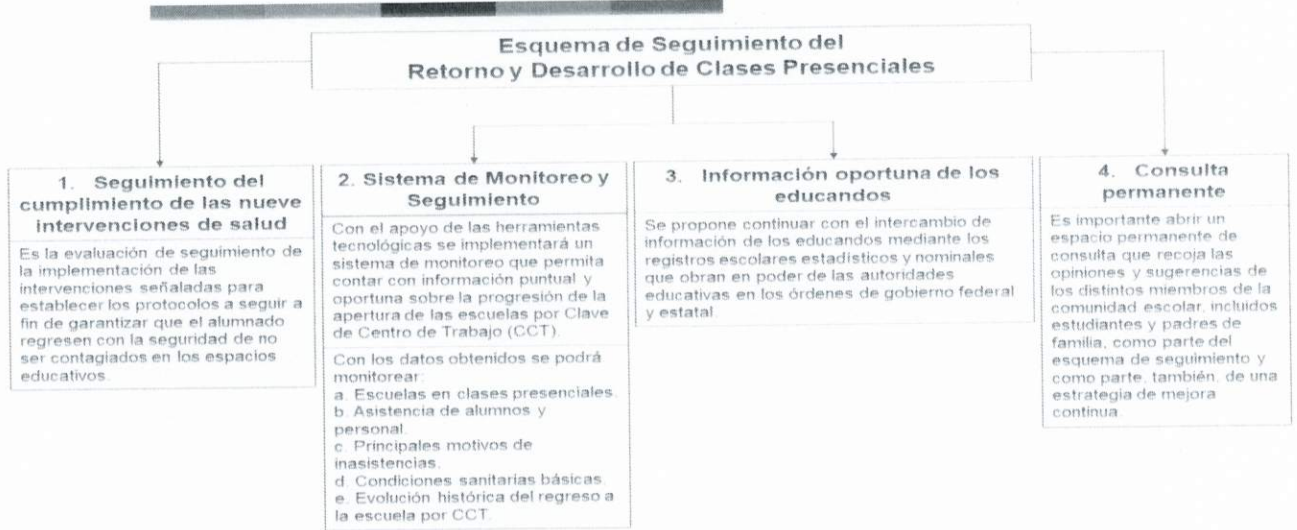 Esquema de Seguimiento del
Retorno y Desarrollo de Clases Presenciales
1. Seguimiento del
cumplimiento de las nueve
intervenciones de salud
Es la evaluación de seguimiento de
la implementación de las
intervenciones señaladas para
establecer los protocolos a seguir a
fin de garantizar que el alumnado
regresen con la seguridad de no
ser contagiados en los espacios
educativos.
2. Sistema de Monitoreo y
Seguimiento
Con el apoyo de las herramientas
tecnológicas se implementará un
sistema de monitoreo que permita
contar con información puntual y
oportuna sobre la progresión de la
apertura de las escuelas por Clave
de Centro de Trabajo (CCT).
Con los datos obtenidos se podrá
monitorear:
a. Escuelas en clases presenciales.
b. Asistencia de alumnos y
personal.
c. Principales motivos de
inasistencias.
d. Condiciones sanitarias básicas.
e. Evolución histórica del regreso a
la escuela por CCT.
3. Información oportuna de los
educandos
Se propone continuar con el intercambio de
información de los educandos mediante los
registros escolares estadísticos y nominales
que obran en poder de las autoridades
educativas en los órdenes de gobierno federal
y estatal.
4. Consulta
permanente
Es importante abrir un
espacio permanente de
consulta que recoja las
opiniones y sugerencias de
los distintos miembros de la
comunidad escolar, incluidos
estudiantes y padres de
familia, como parte del
esquema de seguimiento y
como parte, también, de una
estrategia de mejora
continua.